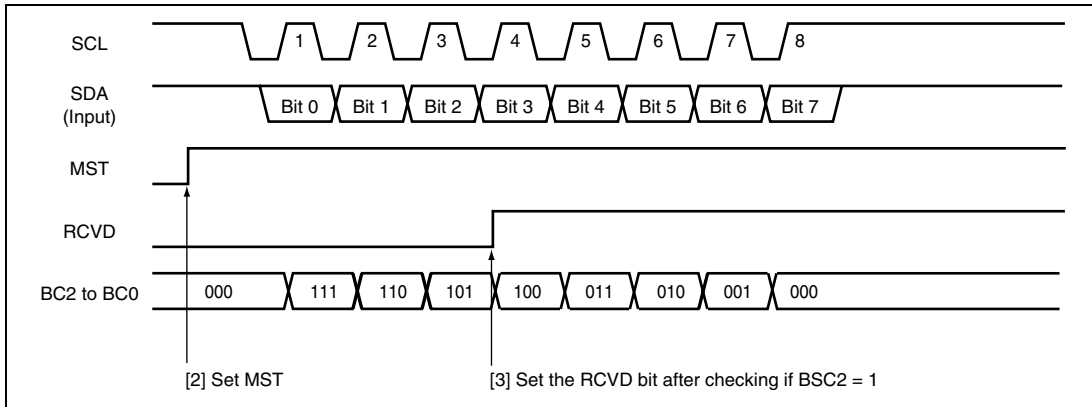 SCL 1 2 3 4 5 6 7 8
SDA
(Input) Bit 0 Bit 1 Bit 2 Bit 3 Bit 4 Bit 5 Bit 6 Bit 7
MST
RCVD
BC2 to BC0 000 111 110 101 100 011 010 001 000
[2] Set MST [3] Set the RCVD bit after checking if BSC2 = 1